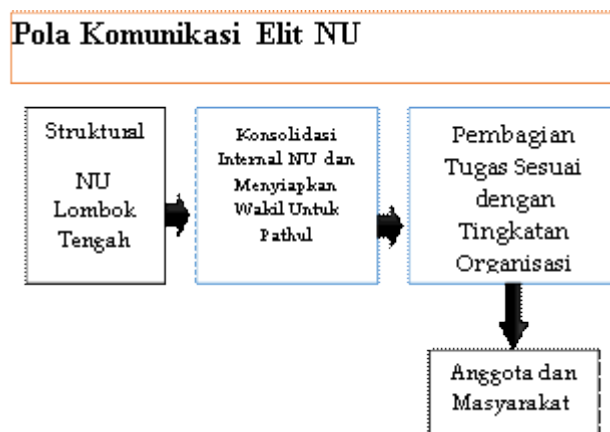 Pola Komunikasi Elit NU
Struktural
NU
Lombok
Tengah
Konsolidasi
Internal NU dan
Menyiapkan
Wakil Untuk
Pathul
Pembagian
Tugas Sesuai
dengan
Tingkatan
Organisasi
Anggota dan
Masyarakat